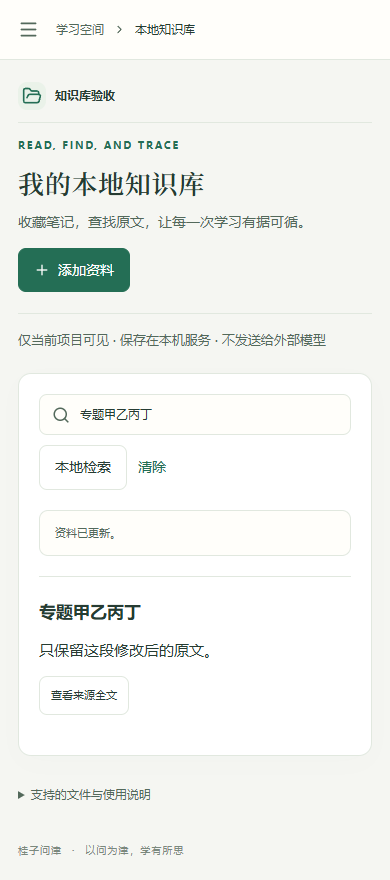 学习空间 > 本地知识库
知识库验收
READ, FIND, AND TRACE
我的本地知识库
收藏笔记，查找原文，让每一次学习有据可循。
+ 添加资料
仅当前项目可见 · 保存在本机服务 · 不发送给外部模型
专题甲乙丙丁
本地检索 清除
资料已更新。
专题甲乙丙丁
只保留这段修改后的原文。
查看来源全文
▶ 支持的文件与使用说明
桂子问津 · 以问为津，学有所思